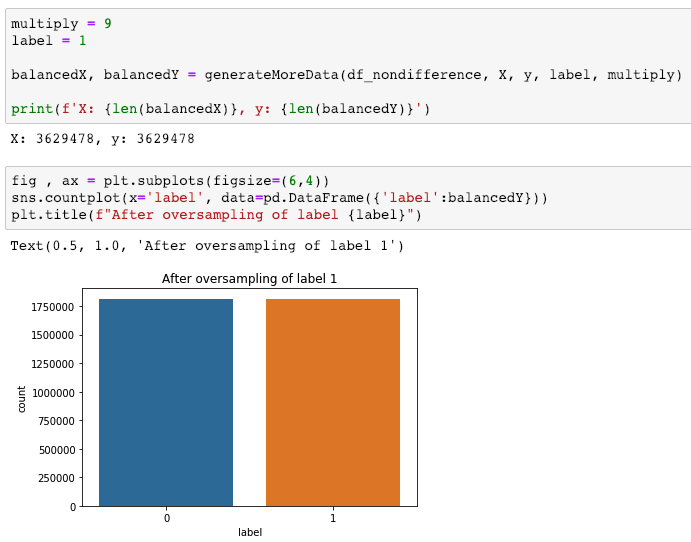 multiply = 9
label = 1
balancedX, balancedY = generateMoreData(df_nondifference, X, y, label, multiply)
print(f'X: {len(balancedX)}, y: {len(balancedY)}')
X: 3629478, y: 3629478
fig , ax = plt.subplots(figsize=(6,4))
sns.countplot(x='label', data=pd.DataFrame({'label':balancedY}))
plt.title(f"After oversampling of label {label}")
Text(0.5, 1.0, 'After oversampling of label 1')
After oversampling of label 1
1750000
1500000
1250000
1000000
750000
500000
250000
0
count
0 1
label